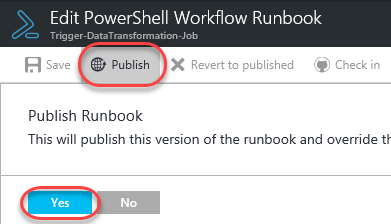 Edit PowerShell Workflow Runbook
Trigger-DataTransformation-Job
Save Publish Revert to published Check in
Publish Runbook
This will publish this version of the runbook and override
Yes No